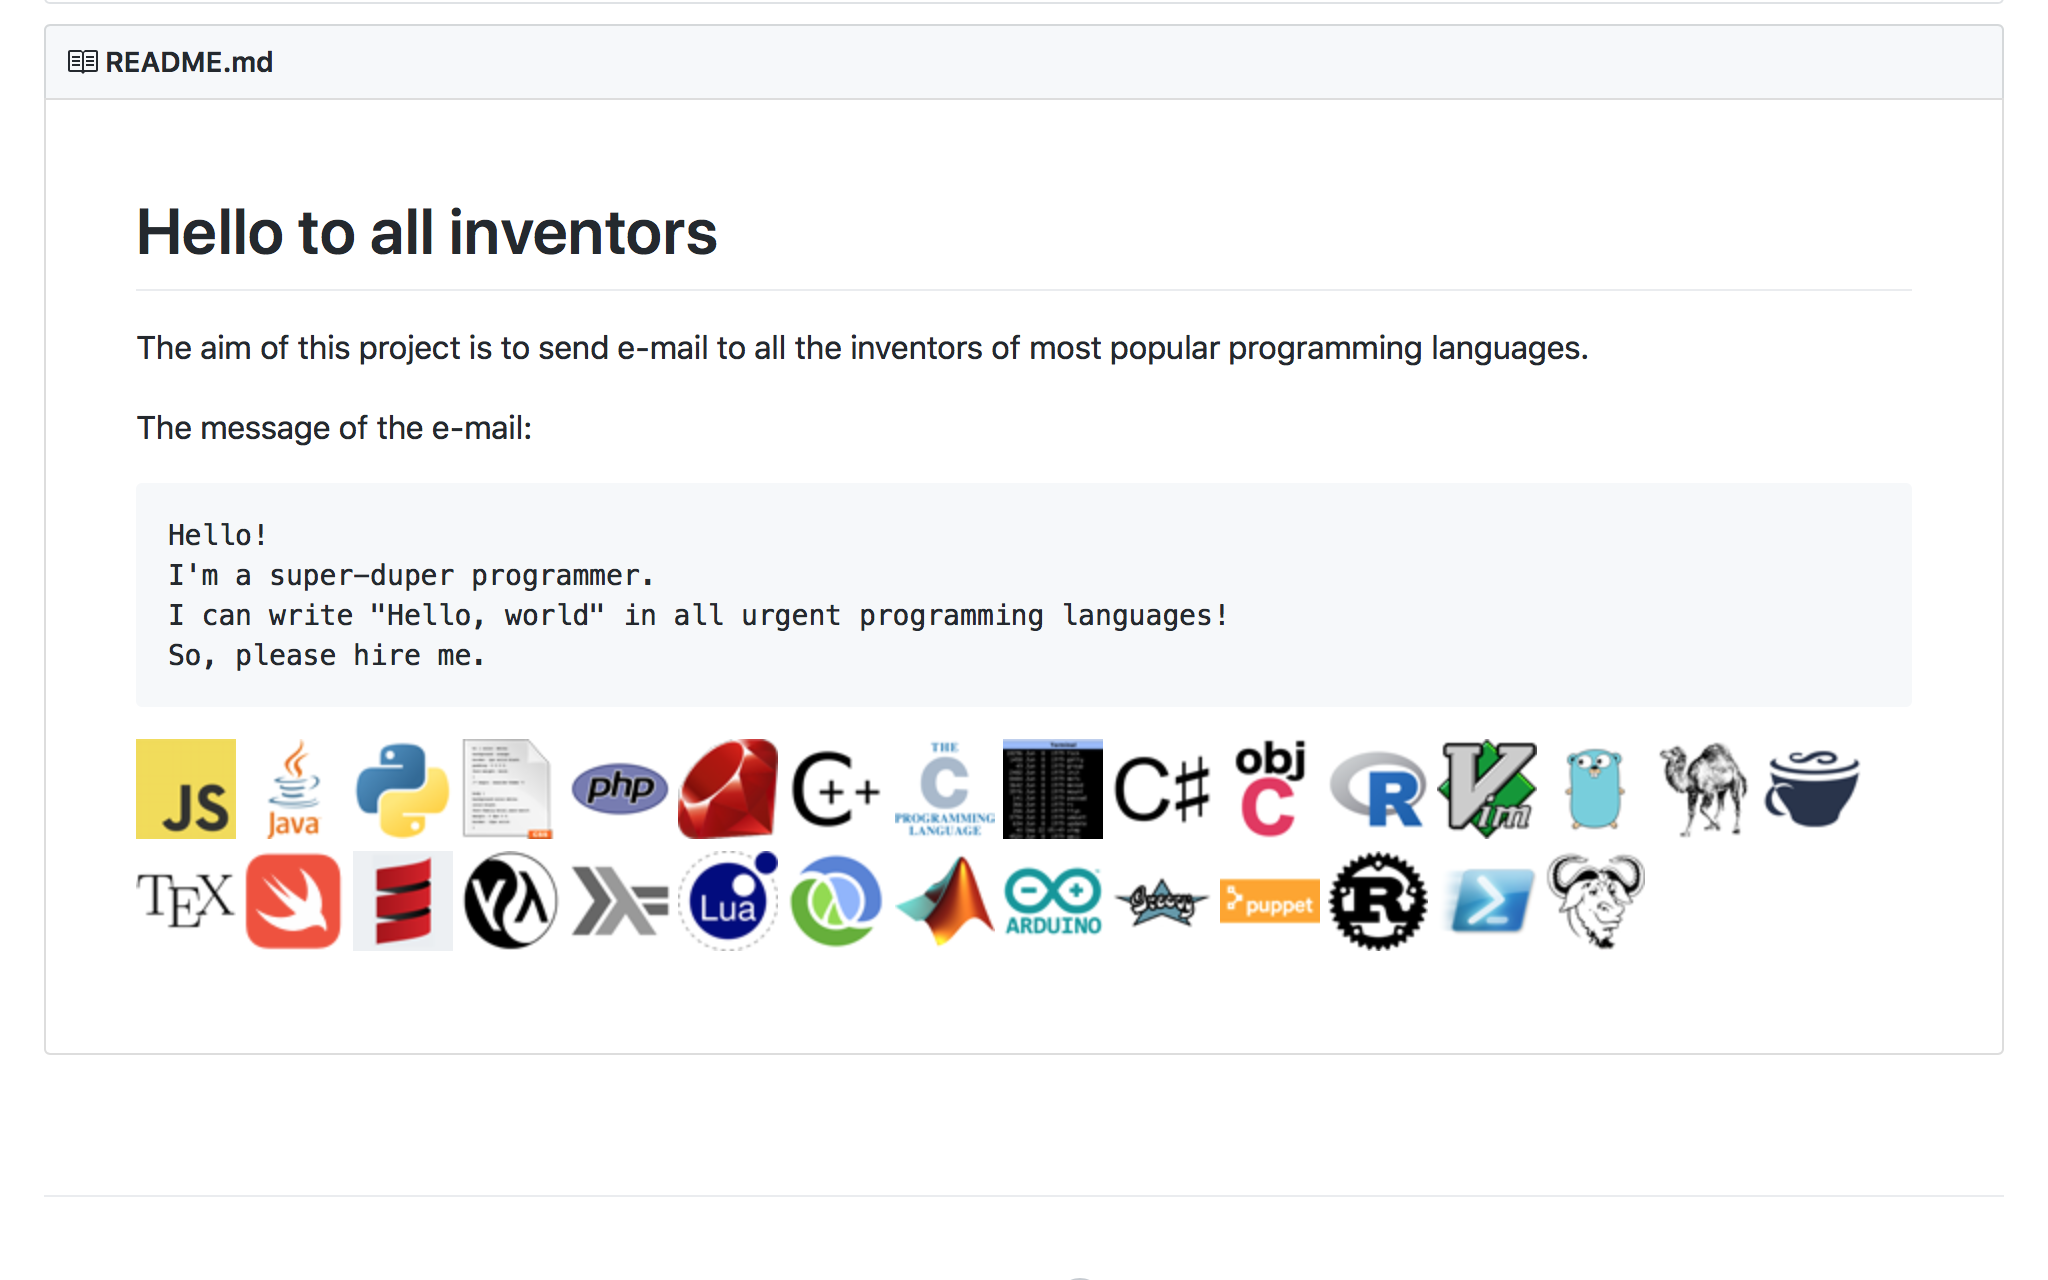 README.md
Hello to all inventors
The aim of this project is to send e-mail to all the inventors of most popular programming languages.
The message of the e-mail:
Hello!
I'm a super-duper programmer.
I can write "Hello, world" in all urgent programming languages!
So, please hire me.
JS
Java
CSS
php
C++
THE
C
PROGRAMMING
LANGUAGE
Terminal
C#
obj
C
R
Vim
TEX
Lua
ARDUINO
Groovy
puppet
R